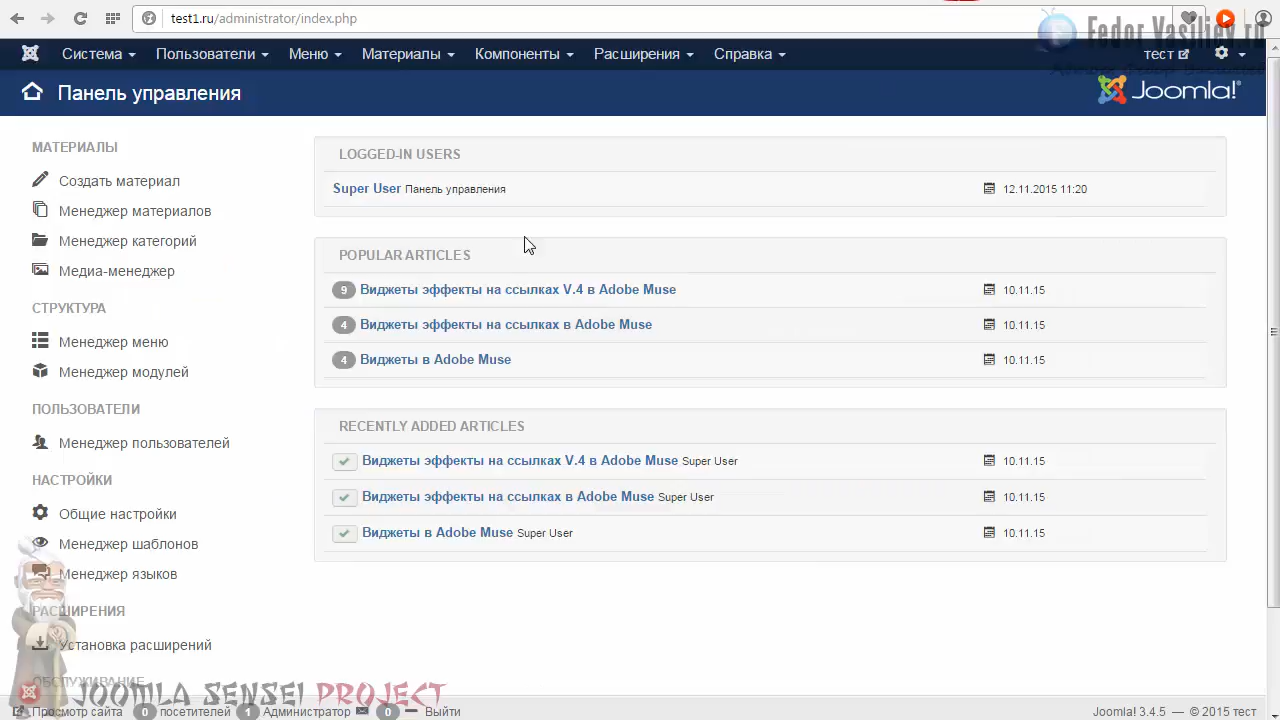 test1.ru/administrator/index.php
Fedor Vasiliev.ru
Система Пользователи Меню Материалы Компоненты Расширения Справка тест
Панель управления
Joomla!
МАТЕРИАЛЫ
Создать материал
Менеджер материалов
Менеджер категорий
Медиа-менеджер
СТРУКТУРА
Менеджер меню
Менеджер модулей
ПОЛЬЗОВАТЕЛИ
Менеджер пользователей
НАСТРОЙКИ
Общие настройки
Менеджер шаблонов
Менеджер языков
РАСШИРЕНИЯ
Установка расширений
ОБСЛУЖИВАНИЕ
LOGGED-IN USERS
Super User Панель управления 12.11.2015 11:20
POPULAR ARTICLES
9 Виджеты эффекты на ссылках V.4 в Adobe Muse 10.11.15
4 Виджеты эффекты на ссылках в Adobe Muse 10.11.15
4 Виджеты в Adobe Muse 10.11.15
RECENTLY ADDED ARTICLES
Виджеты эффекты на ссылках V.4 в Adobe Muse Super User 10.11.15
Виджеты эффекты на ссылках в Adobe Muse Super User 10.11.15
Виджеты в Adobe Muse Super User 10.11.15
JOOMLA SENSEI PROJECT
Просмотр сайта 0 посетителей 1 Администратор 0 Выйти
Joomla! 3.4.5 — © 2015 тест